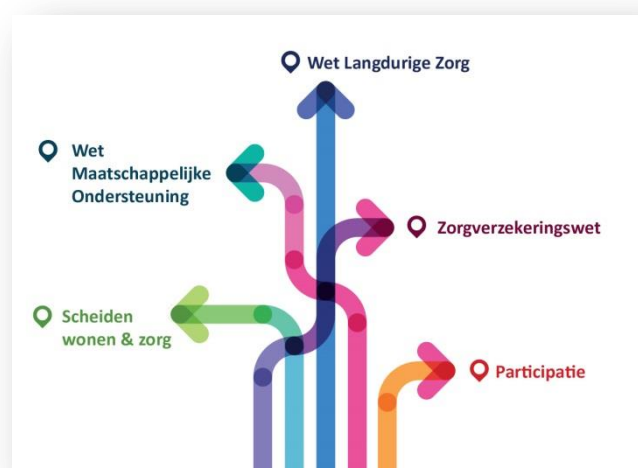 Wet Langdurige Zorg
Wet
Maatschappelijke
Ondersteuning
Zorgverzekeringswet
Scheiden
wonen & zorg
Participatie